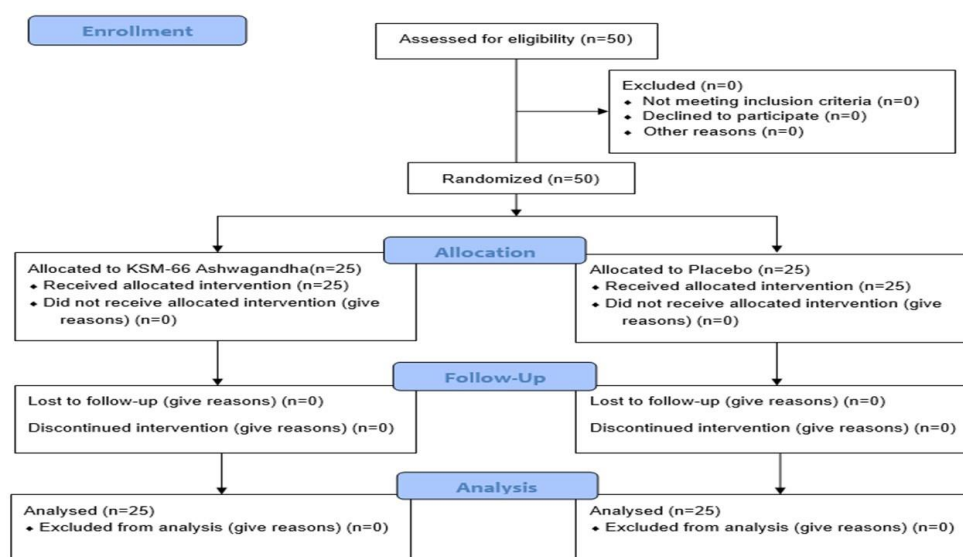 Enrollment
Assessed for eligibility (n=50)
Excluded (n=0)
♦ Not meeting inclusion criteria (n=0)
♦ Declined to participate (n=0)
♦ Other reasons (n=0)
Randomized (n=50)
Allocation
Allocated to KSM-66 Ashwagandha(n=25)
♦ Received allocated intervention (n=25)
♦ Did not receive allocated intervention (give
reasons) (n=0)
Allocated to Placebo (n=25)
♦ Received allocated intervention (n=25)
♦ Did not receive allocated intervention (give
reasons) (n=0)
Follow-Up
Lost to follow-up (give reasons) (n=0)
Discontinued intervention (give reasons) (n=0)
Lost to follow-up (give reasons) (n=0)
Discontinued intervention (give reasons) (n=0)
Analysis
Analysed (n=25)
♦ Excluded from analysis (give reasons) (n=0)
Analysed (n=25)
♦ Excluded from analysis (give reasons) (n=0)